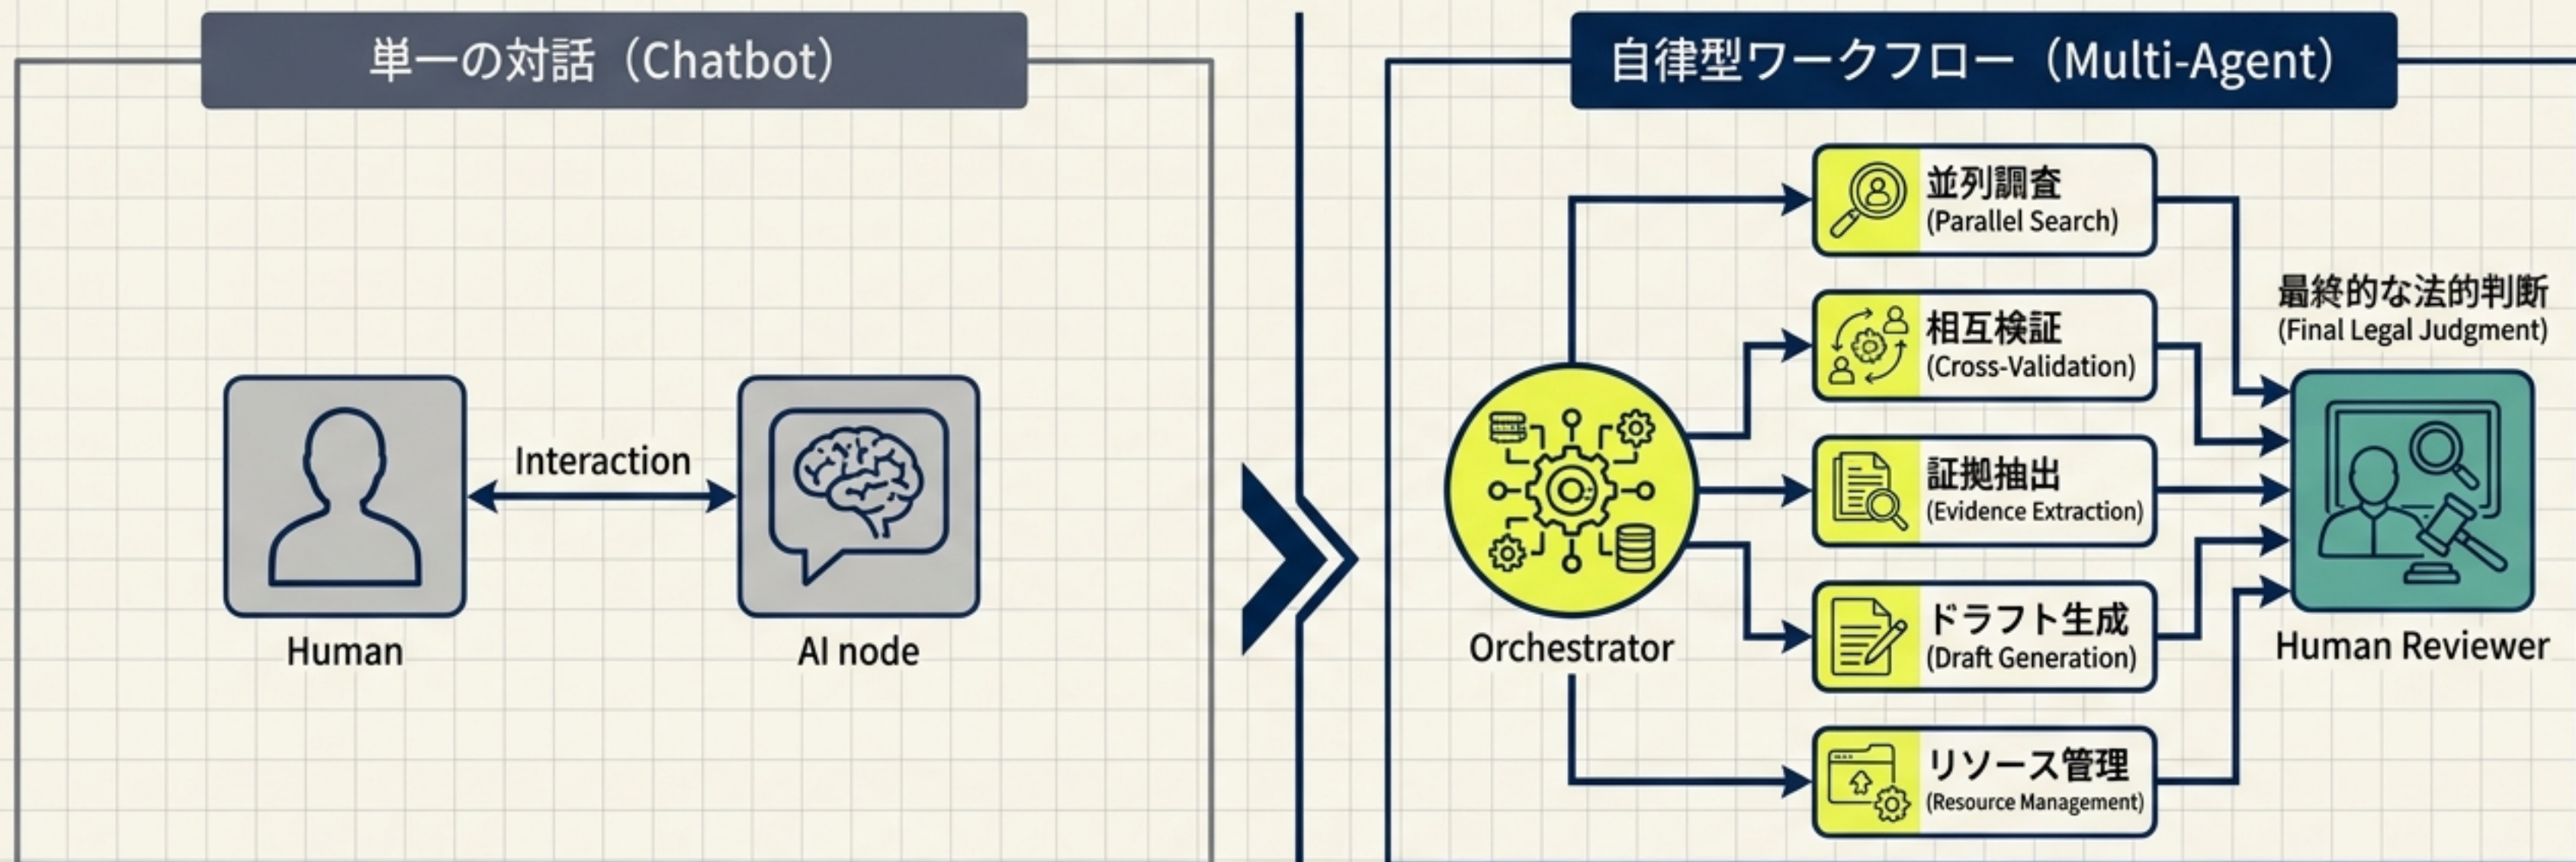 単一の対話（Chatbot）
Interaction
Human
AI node
自律型ワークフロー（Multi-Agent）
Orchestrator
並列調査
(Parallel Search)
相互検証
(Cross-Validation)
証拠抽出
(Evidence Extraction)
ドラフト生成
(Draft Generation)
リソース管理
(Resource Management)
最終的な法的判断
(Final Legal Judgment)
Human Reviewer